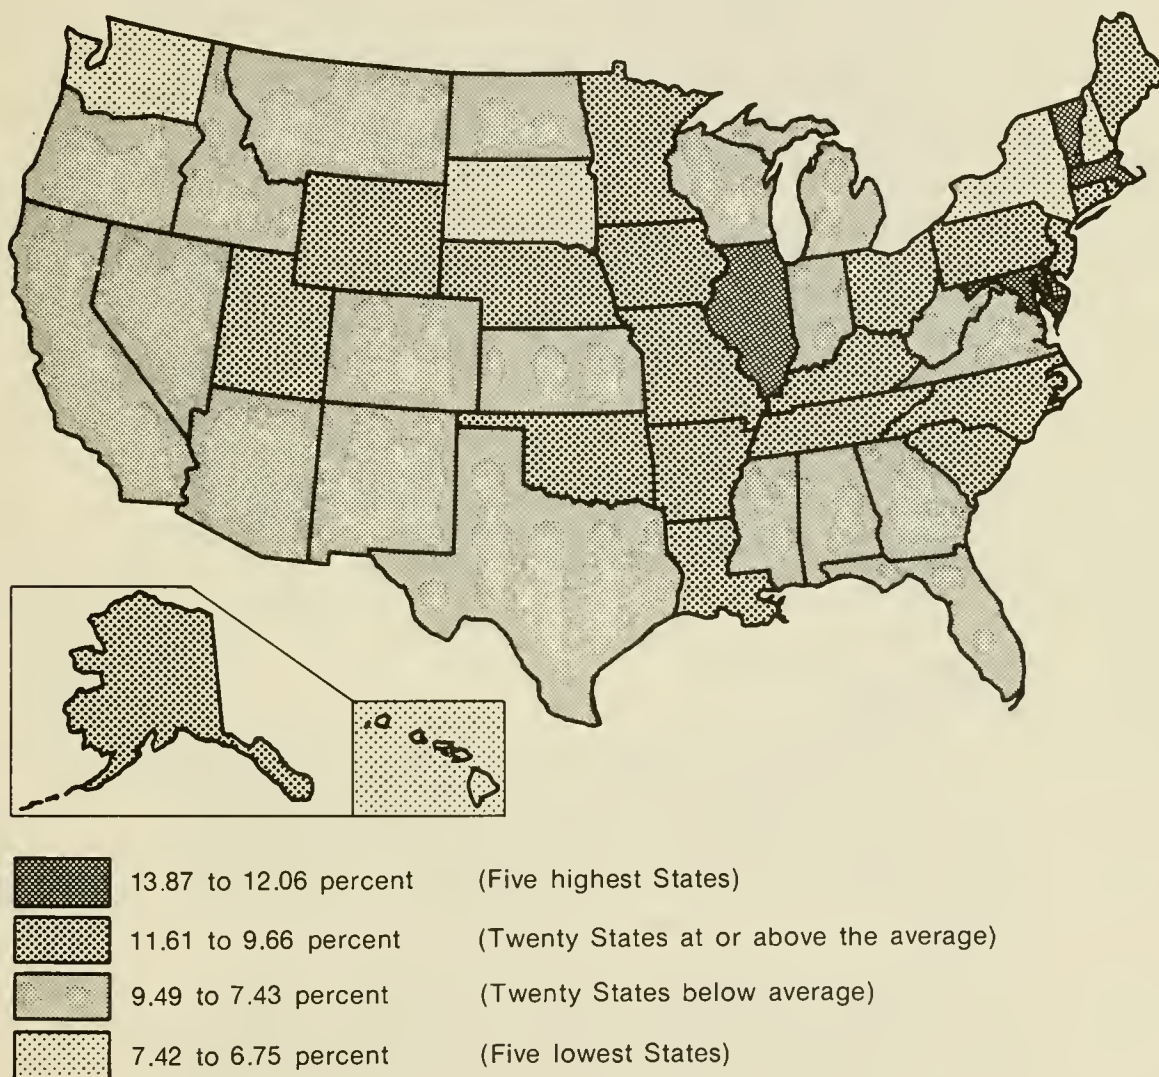 13.87 to 12.06 percent (Five highest States)
11.61 to 9.66 percent (Twenty States at or above the average)
9.49 to 7.43 percent (Twenty States below average)
7.42 to 6.75 percent (Five lowest States)